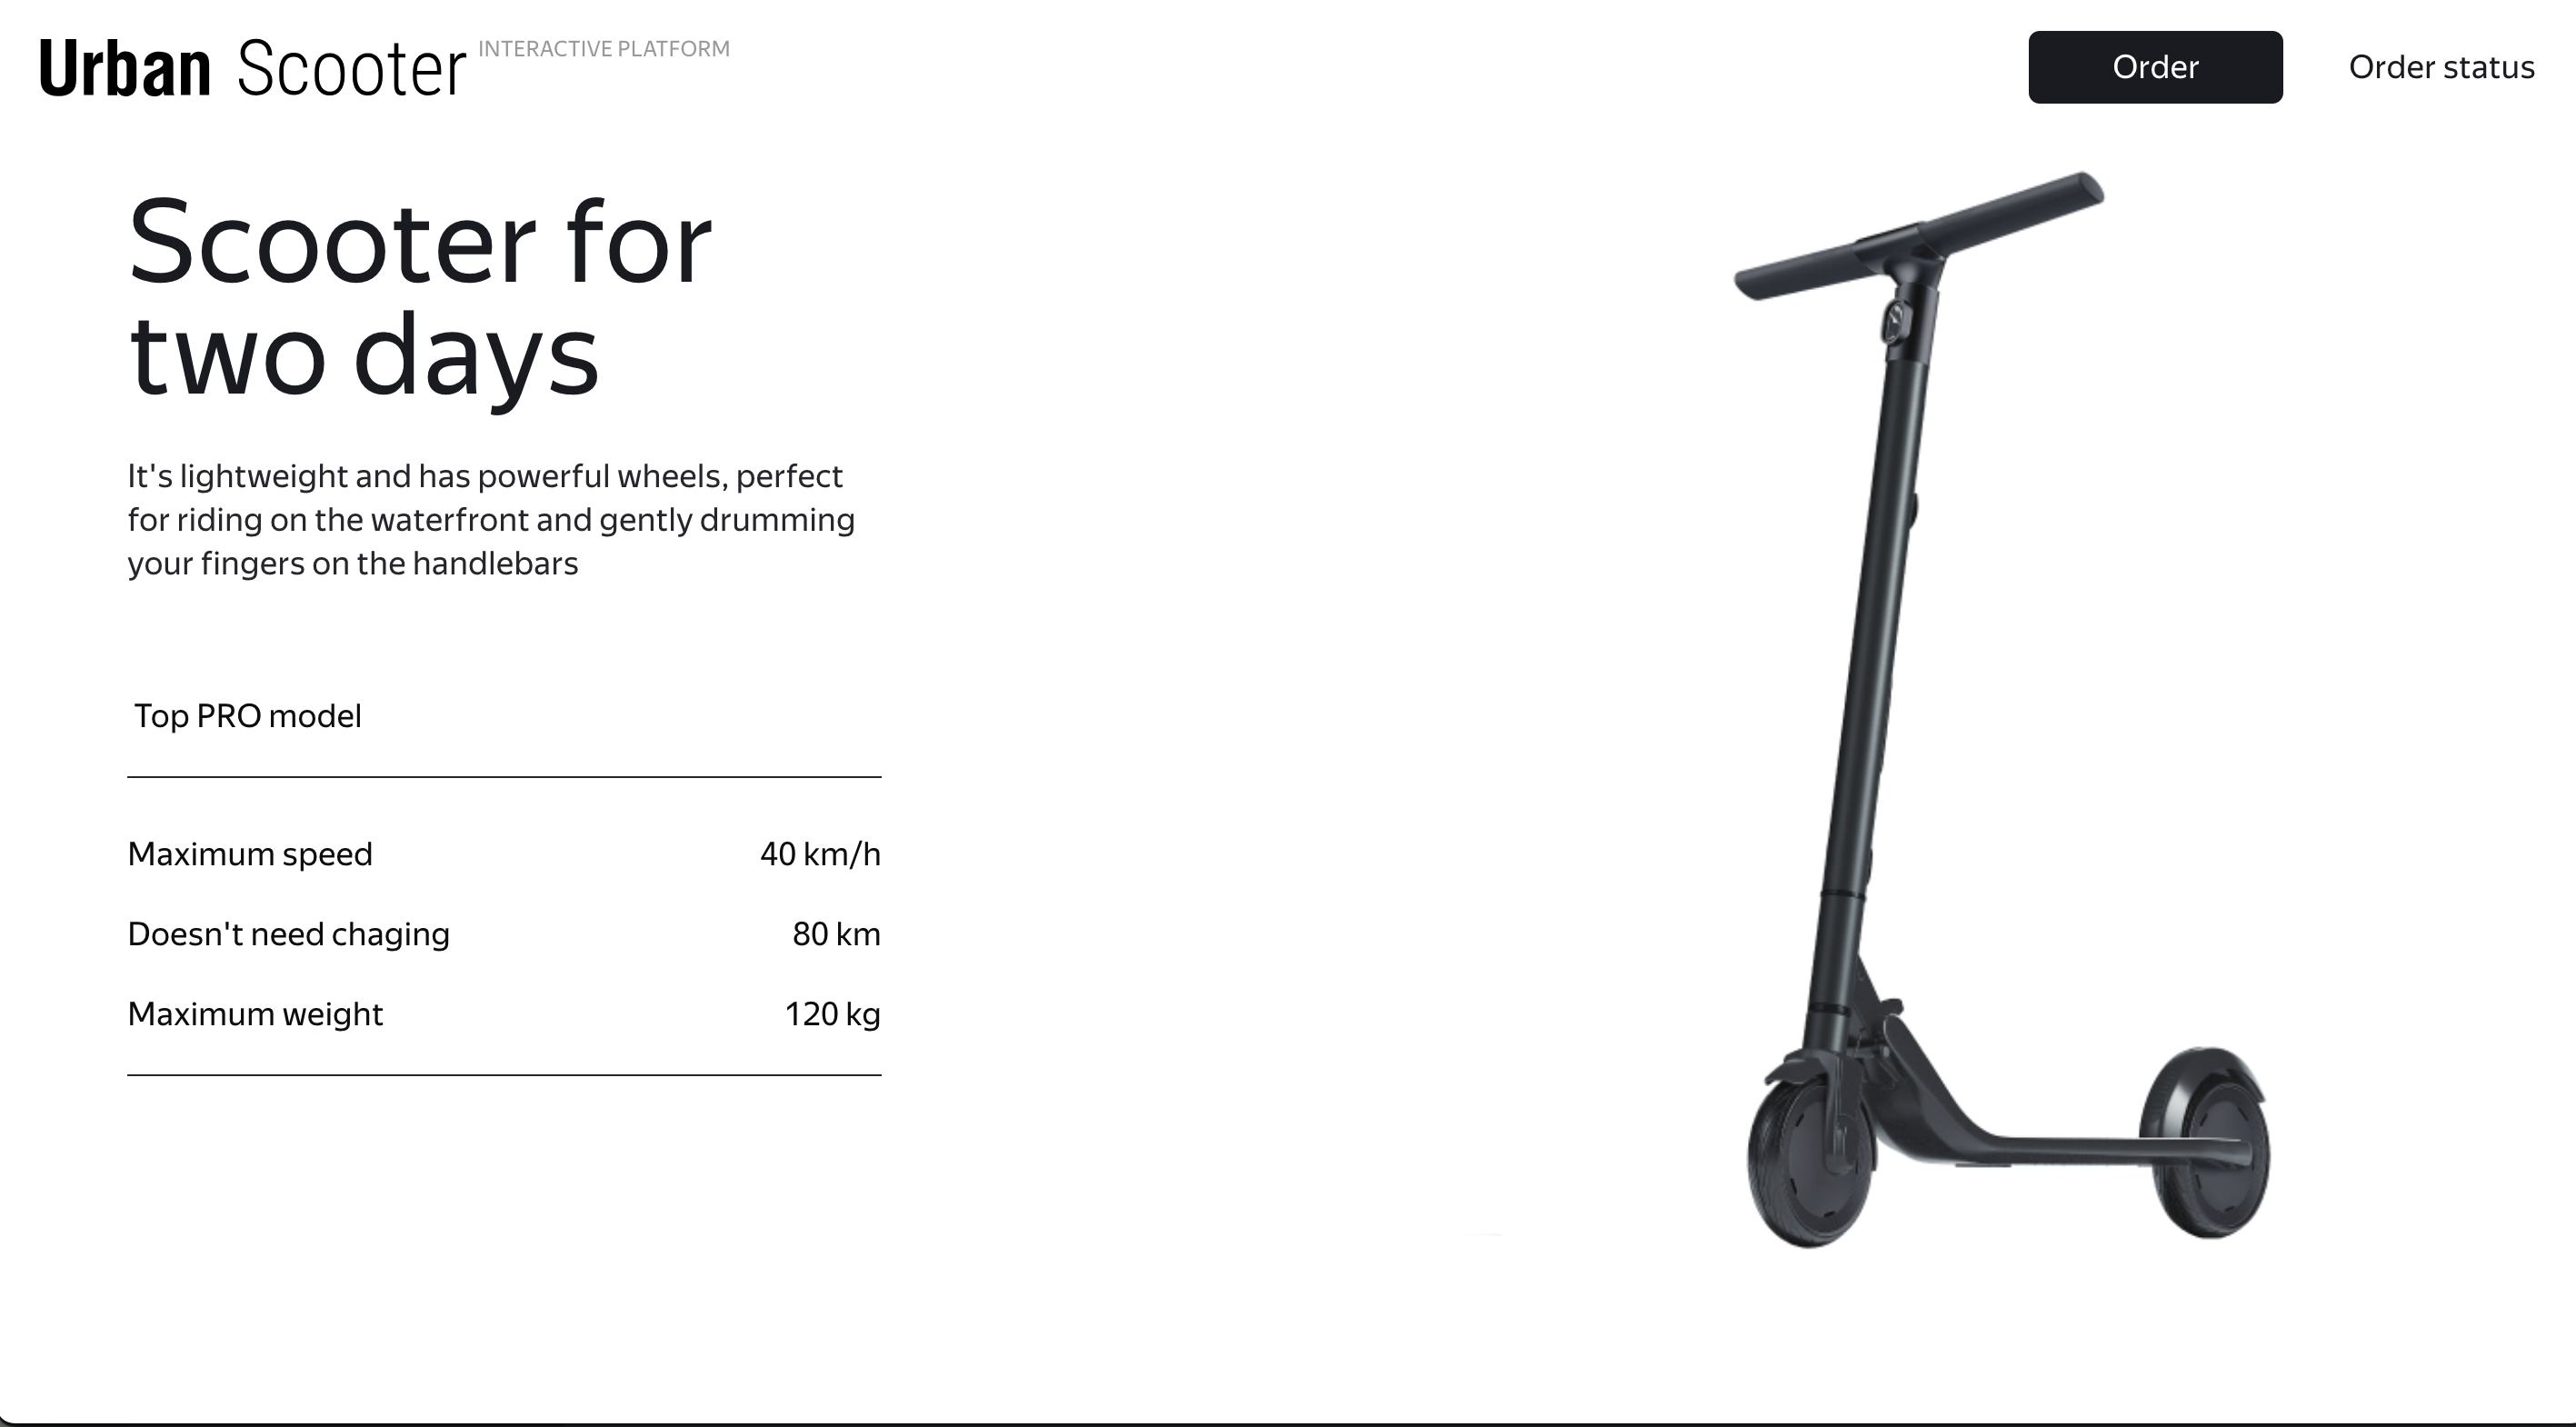 Urban Scooter INTERACTIVE PLATFORM
Order
Order status
Scooter for
two days
It's lightweight and has powerful wheels, perfect
for riding on the waterfront and gently drumming
your fingers on the handlebars
Top PRO model
Maximum speed 40 km/h
Doesn't need chaging 80 km
Maximum weight 120 kg